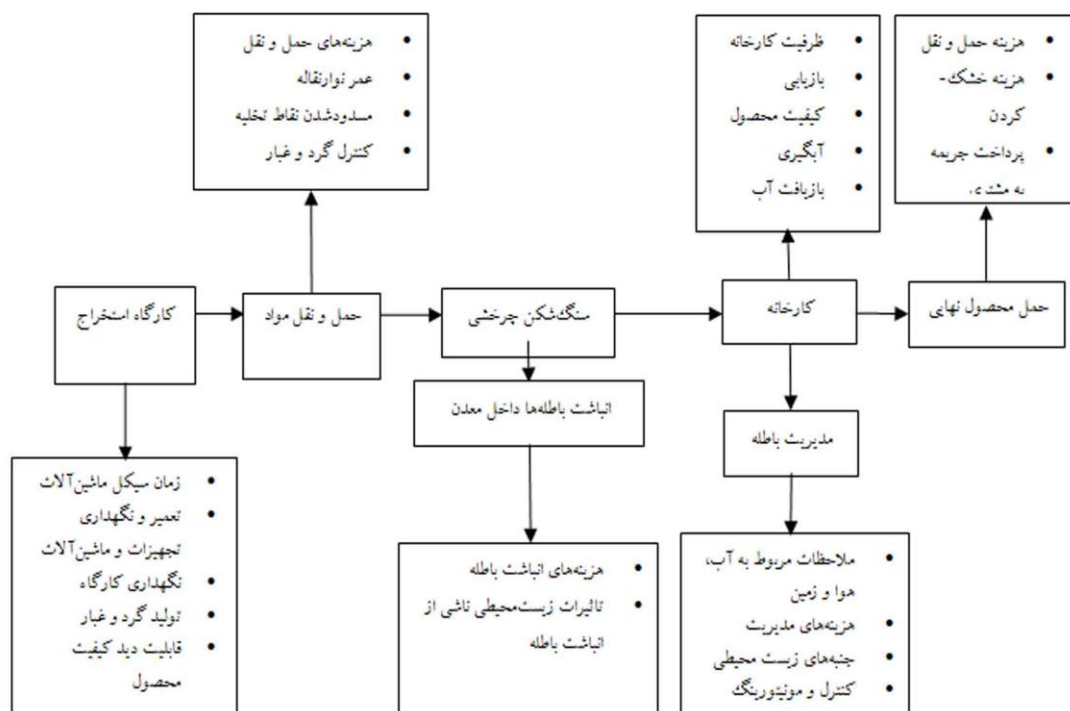 هزینه‌های حمل و نقل
عمر نوارنقاله
مسدودشدن نقاط تخلیه
کنترل گرد و غبار
ظرفیت کارخانه
بازیابی
کیفیت محصول
آبگیری
بازیافت آب
هزینه حمل و نقل
هزینه خشک-
کردن
پرداخت جریمه
به مشتری
کارگاه استخراج
حمل و نقل مواد
سنگ‌شکن چرخشی
کارخانه
حمل محصول نهایی
انباشت باطله‌ها داخل معدن
مدیریت باطله
زمان سیکل ماشین‌آلات
تعمیر و نگهداری
تجهیزات و ماشین‌آلات
نگهداری کارگاه
تولید گرد و غبار
قابلیت دید کیفیت
محصول
هزینه‌های انباشت باطله
تاثیرات زیست‌محیطی ناشی از
انباشت باطله
ملاحظات مربوط به آب،
هوا و زمین
هزینه‌های مدیریت
جنبه‌های زیست محیطی
کنترل و مونیتورینگ